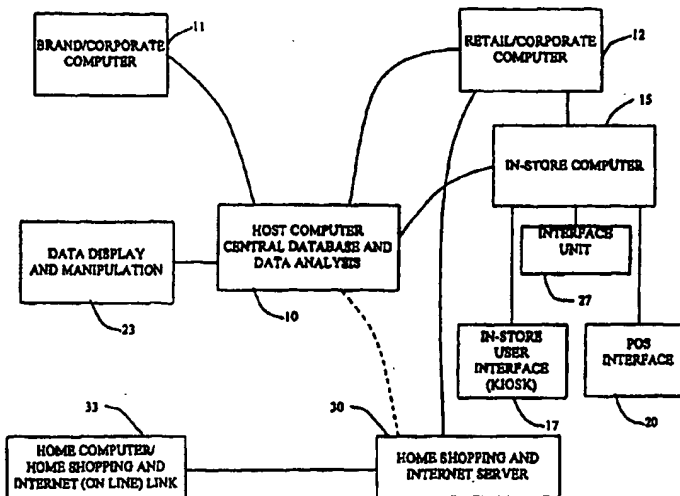 11
BRAND/CORPORATE
COMPUTER
RETAIL/CORPORATE
COMPUTER
12
15
IN-STORE COMPUTER
HOST COMPUTER
CENTRAL DATABASE AND
DATA ANALYSIS
10
DATA DISPLAY
AND MANIPULATION
23
INTERFACE
UNIT
27
IN-STORE
USER
INTERFACE
(KIOSK)
17
POS
INTERFACE
20
33
HOME COMPUTER/
HOME SHOPPING AND
INTERNET (ON LINE) LINK
30
HOME SHOPPING AND
INTERNET SERVER